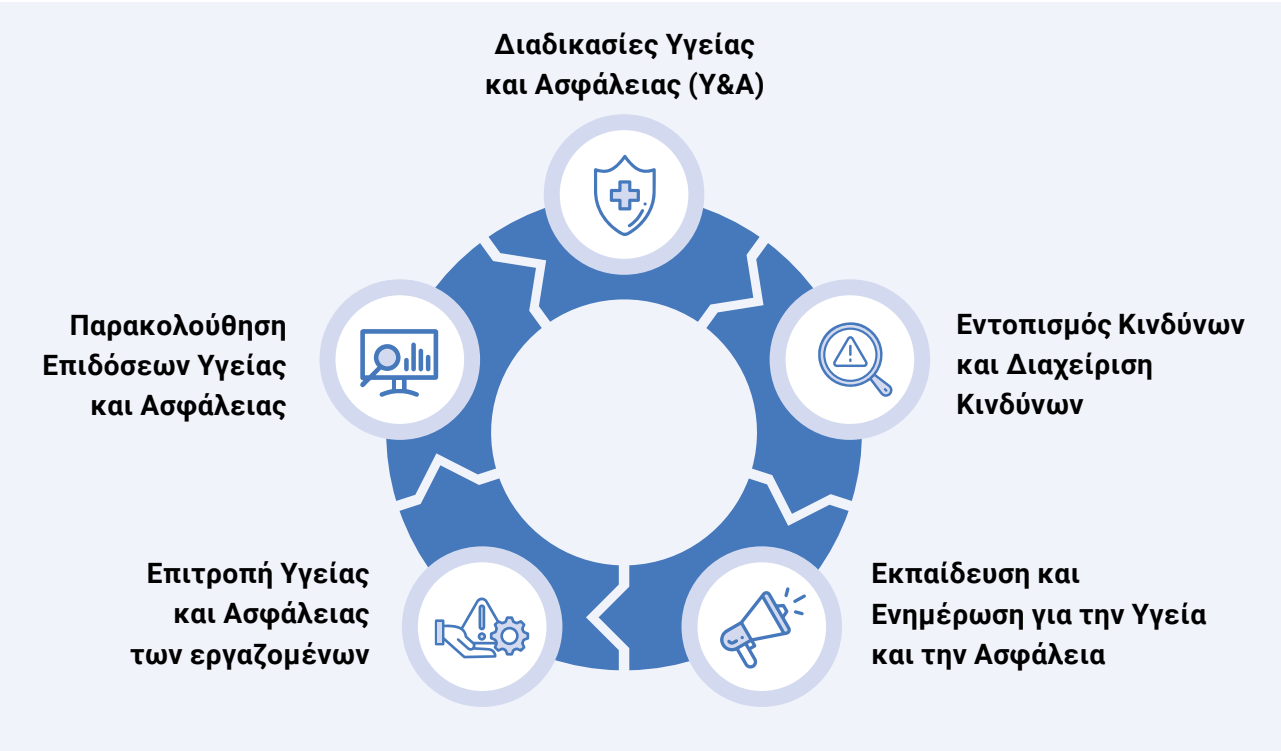 Διαδικασίες Υγείας
και Ασφάλειας (Υ&Α)
Εντοπισμός Κινδύνων
και Διαχείριση
Κινδύνων
Εκπαίδευση και
Ενημέρωση για την Υγεία
και την Ασφάλεια
Επιτροπή Υγείας
και Ασφάλειας
των εργαζομένων
Παρακολούθηση
Επιδόσεων Υγείας
και Ασφάλειας